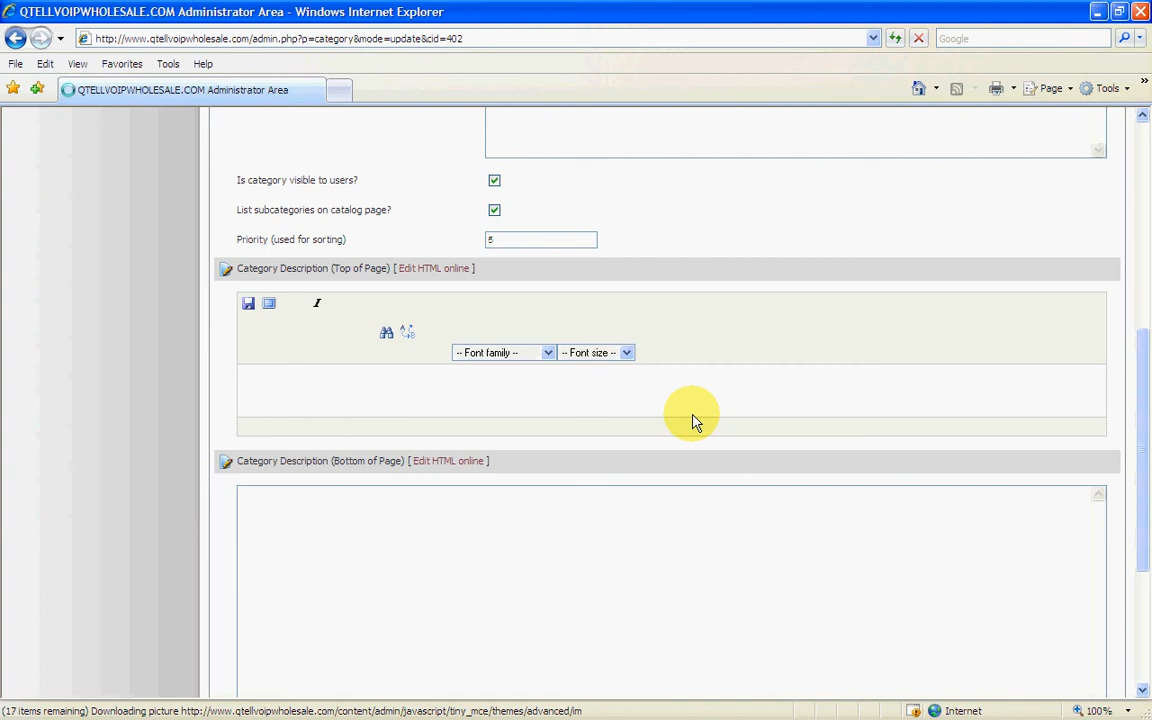 QTELLVOIPWHOLESALE.COM Administrator Area - Windows Internet Explorer
http://www.qtellvoipwholesale.com/admin.php?p=category&mode=update&cid=402
Google
File Edit View Favorites Tools Help
QTELLVOIPWHOLESALE.COM Administrator Area
Page Tools
Is category visible to users?
List subcategories on catalog page?
Priority (used for sorting)
Category Description (Top of Page) [ Edit HTML online ]
I
-- Font family -- -- Font size --
Category Description (Bottom of Page) [ Edit HTML online ]
(17 items remaining) Downloading picture http://www.qtellvoipwholesale.com/content/admin/javascript/tiny_mce/themes/advanced/im
Internet
100%